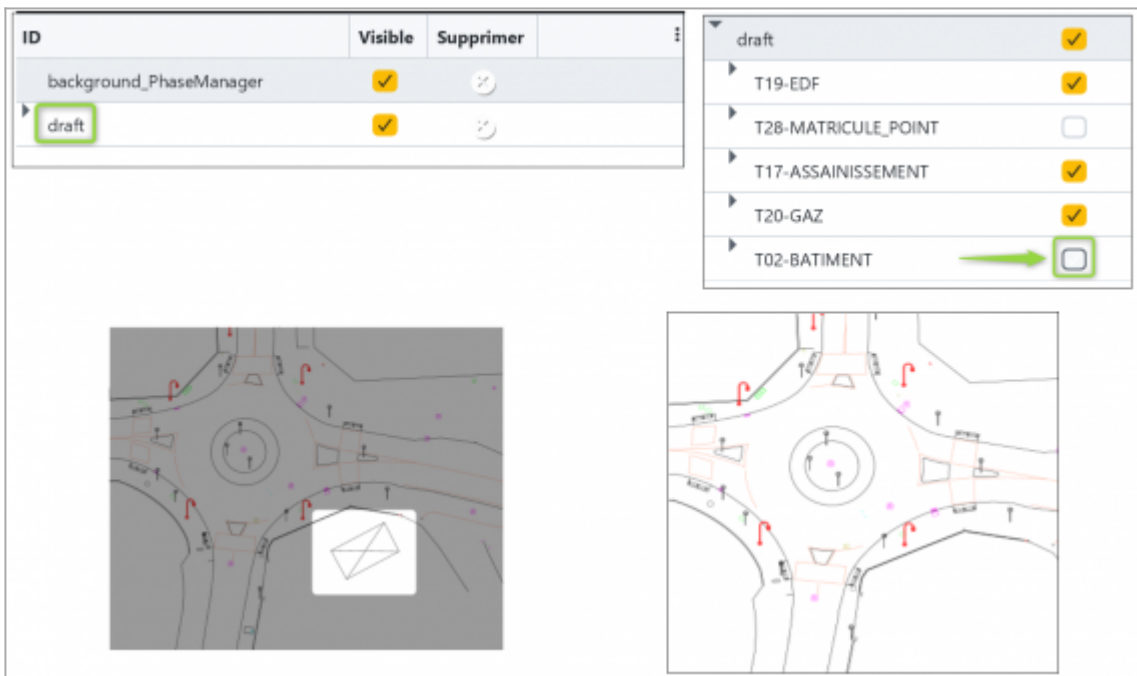 ID Visible Supprimer
background_PhaseManager
draft
draft
T19-EDF
T28-MATRICULE_POINT
T17-ASSAINISSEMENT
T20-GAZ
T02-BATIMENT